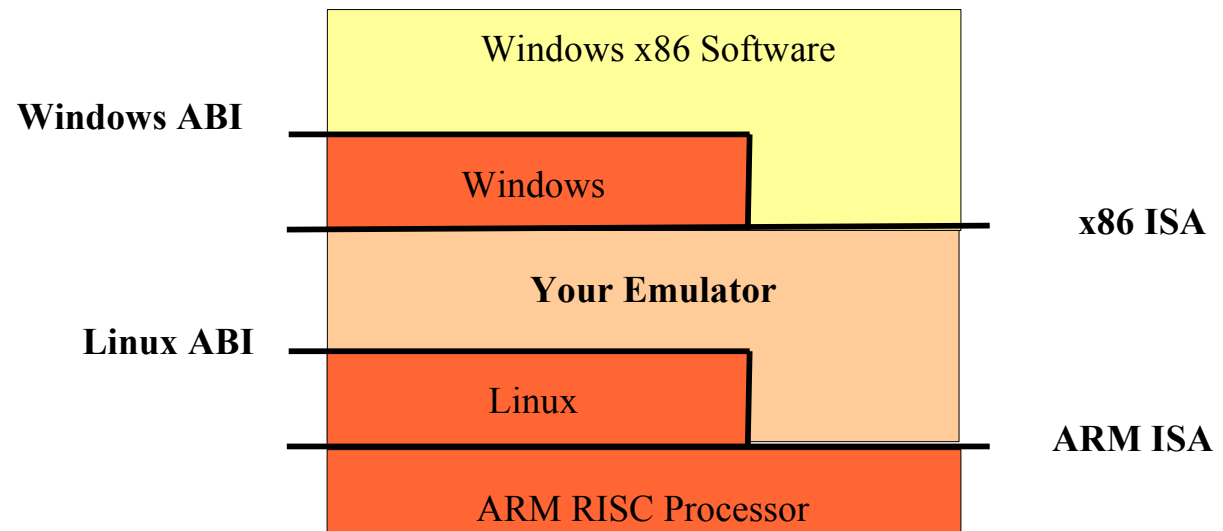 Windows x86 Software
Windows ABI
Windows
x86 ISA
Your Emulator
Linux ABI
Linux
ARM ISA
ARM RISC Processor